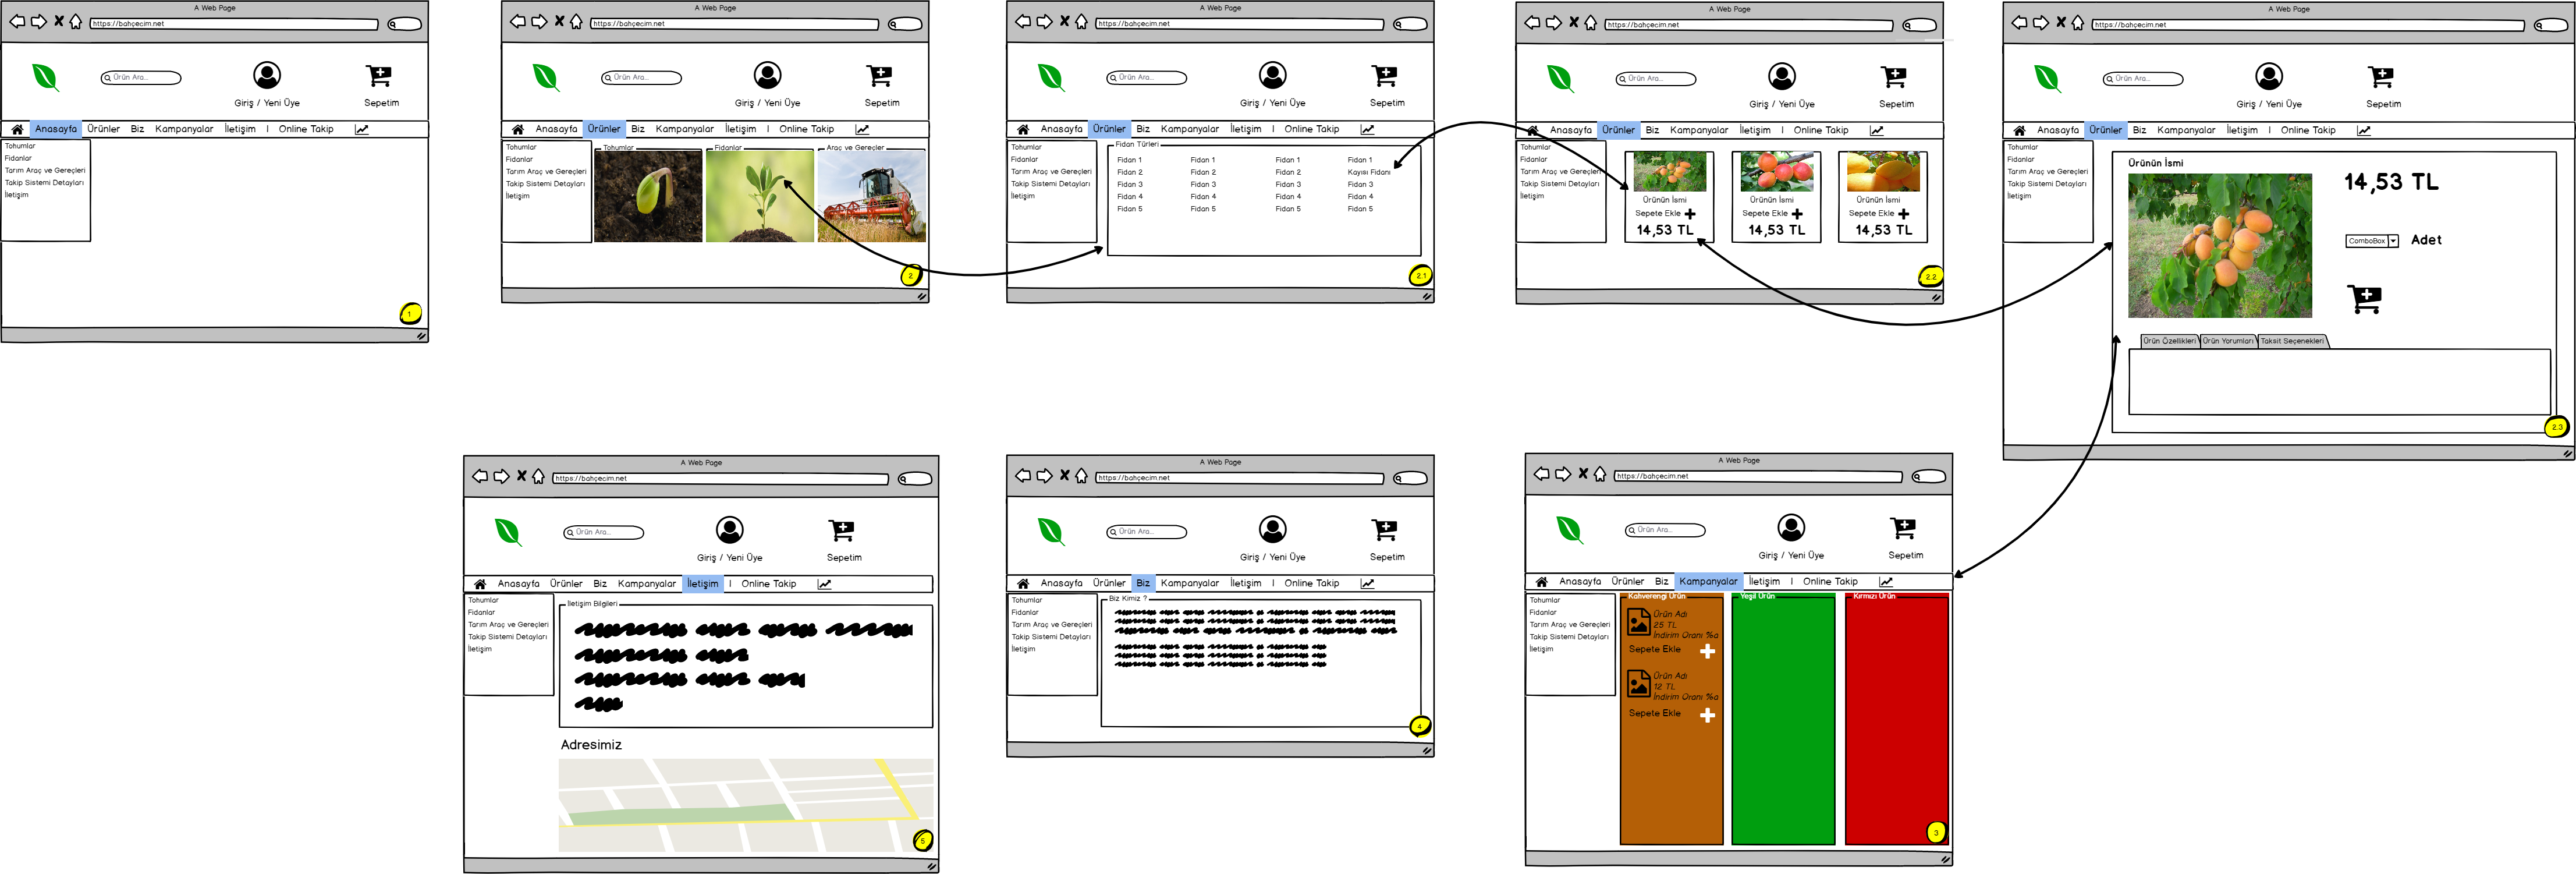 A Web Page
https://bahçecim.net
Ürün Ara...
Giriş / Yeni Üye
Sepetim
Anasayfa Ürünler Biz Kampanyalar İletişim | Online Takip
Tohumlar
Fidanlar
Tarım Araç ve Gereçleri
Takip Sistemi Detayları
İletişim
1
A Web Page
https://bahçecim.net
Ürün Ara...
Giriş / Yeni Üye
Sepetim
Anasayfa Ürünler Biz Kampanyalar İletişim | Online Takip
Tohumlar
Fidanlar
Tarım Araç ve Gereçleri
Takip Sistemi Detayları
İletişim
Tohumlar Fidanlar Araç ve Gereçler
2
A Web Page
https://bahçecim.net
Ürün Ara...
Giriş / Yeni Üye
Sepetim
Anasayfa Ürünler Biz Kampanyalar İletişim | Online Takip
Tohumlar
Fidanlar
Tarım Araç ve Gereçleri
Takip Sistemi Detayları
İletişim
Fidan Türleri
Fidan 1 Fidan 1 Fidan 1 Fidan 1
Fidan 2 Fidan 2 Fidan 2 Kayısı Fidanı
Fidan 3 Fidan 3 Fidan 3 Fidan 3
Fidan 4 Fidan 4 Fidan 4 Fidan 4
Fidan 5 Fidan 5 Fidan 5 Fidan 5
2.1
A Web Page
https://bahçecim.net
Ürün Ara...
Giriş / Yeni Üye
Sepetim
Anasayfa Ürünler Biz Kampanyalar İletişim | Online Takip
Tohumlar
Fidanlar
Tarım Araç ve Gereçleri
Takip Sistemi Detayları
İletişim
Ürünün İsmi Ürünün İsmi Ürünün İsmi
Sepete Ekle Sepete Ekle Sepete Ekle
14,53 TL 14,53 TL 14,53 TL
2.2
A Web Page
https://bahçecim.net
Ürün Ara...
Giriş / Yeni Üye
Sepetim
Anasayfa Ürünler Biz Kampanyalar İletişim | Online Takip
Tohumlar
Fidanlar
Tarım Araç ve Gereçleri
Takip Sistemi Detayları
İletişim
Ürünün İsmi
14,53 TL
ComboBox Adet
Ürün Özellikleri Ürün Yorumları Taksit Seçenekleri
2.3
A Web Page
https://bahçecim.net
Ürün Ara...
Giriş / Yeni Üye
Sepetim
Anasayfa Ürünler Biz Kampanyalar İletişim | Online Takip
Tohumlar
Fidanlar
Tarım Araç ve Gereçleri
Takip Sistemi Detayları
İletişim
İletişim Bilgileri
Adresimiz
5
A Web Page
https://bahçecim.net
Ürün Ara...
Giriş / Yeni Üye
Sepetim
Anasayfa Ürünler Biz Kampanyalar İletişim | Online Takip
Tohumlar
Fidanlar
Tarım Araç ve Gereçleri
Takip Sistemi Detayları
İletişim
Biz Kimiz ?
4
A Web Page
https://bahçecim.net
Ürün Ara...
Giriş / Yeni Üye
Sepetim
Anasayfa Ürünler Biz Kampanyalar İletişim | Online Takip
Tohumlar
Fidanlar
Tarım Araç ve Gereçleri
Takip Sistemi Detayları
İletişim
Kahverengi Ürün Yeşil Ürün Kırmızı Ürün
Ürün Adı
25 TL
İndirim Oranı %a
Sepete Ekle
Ürün Adı
12 TL
İndirim Oranı %a
Sepete Ekle
3